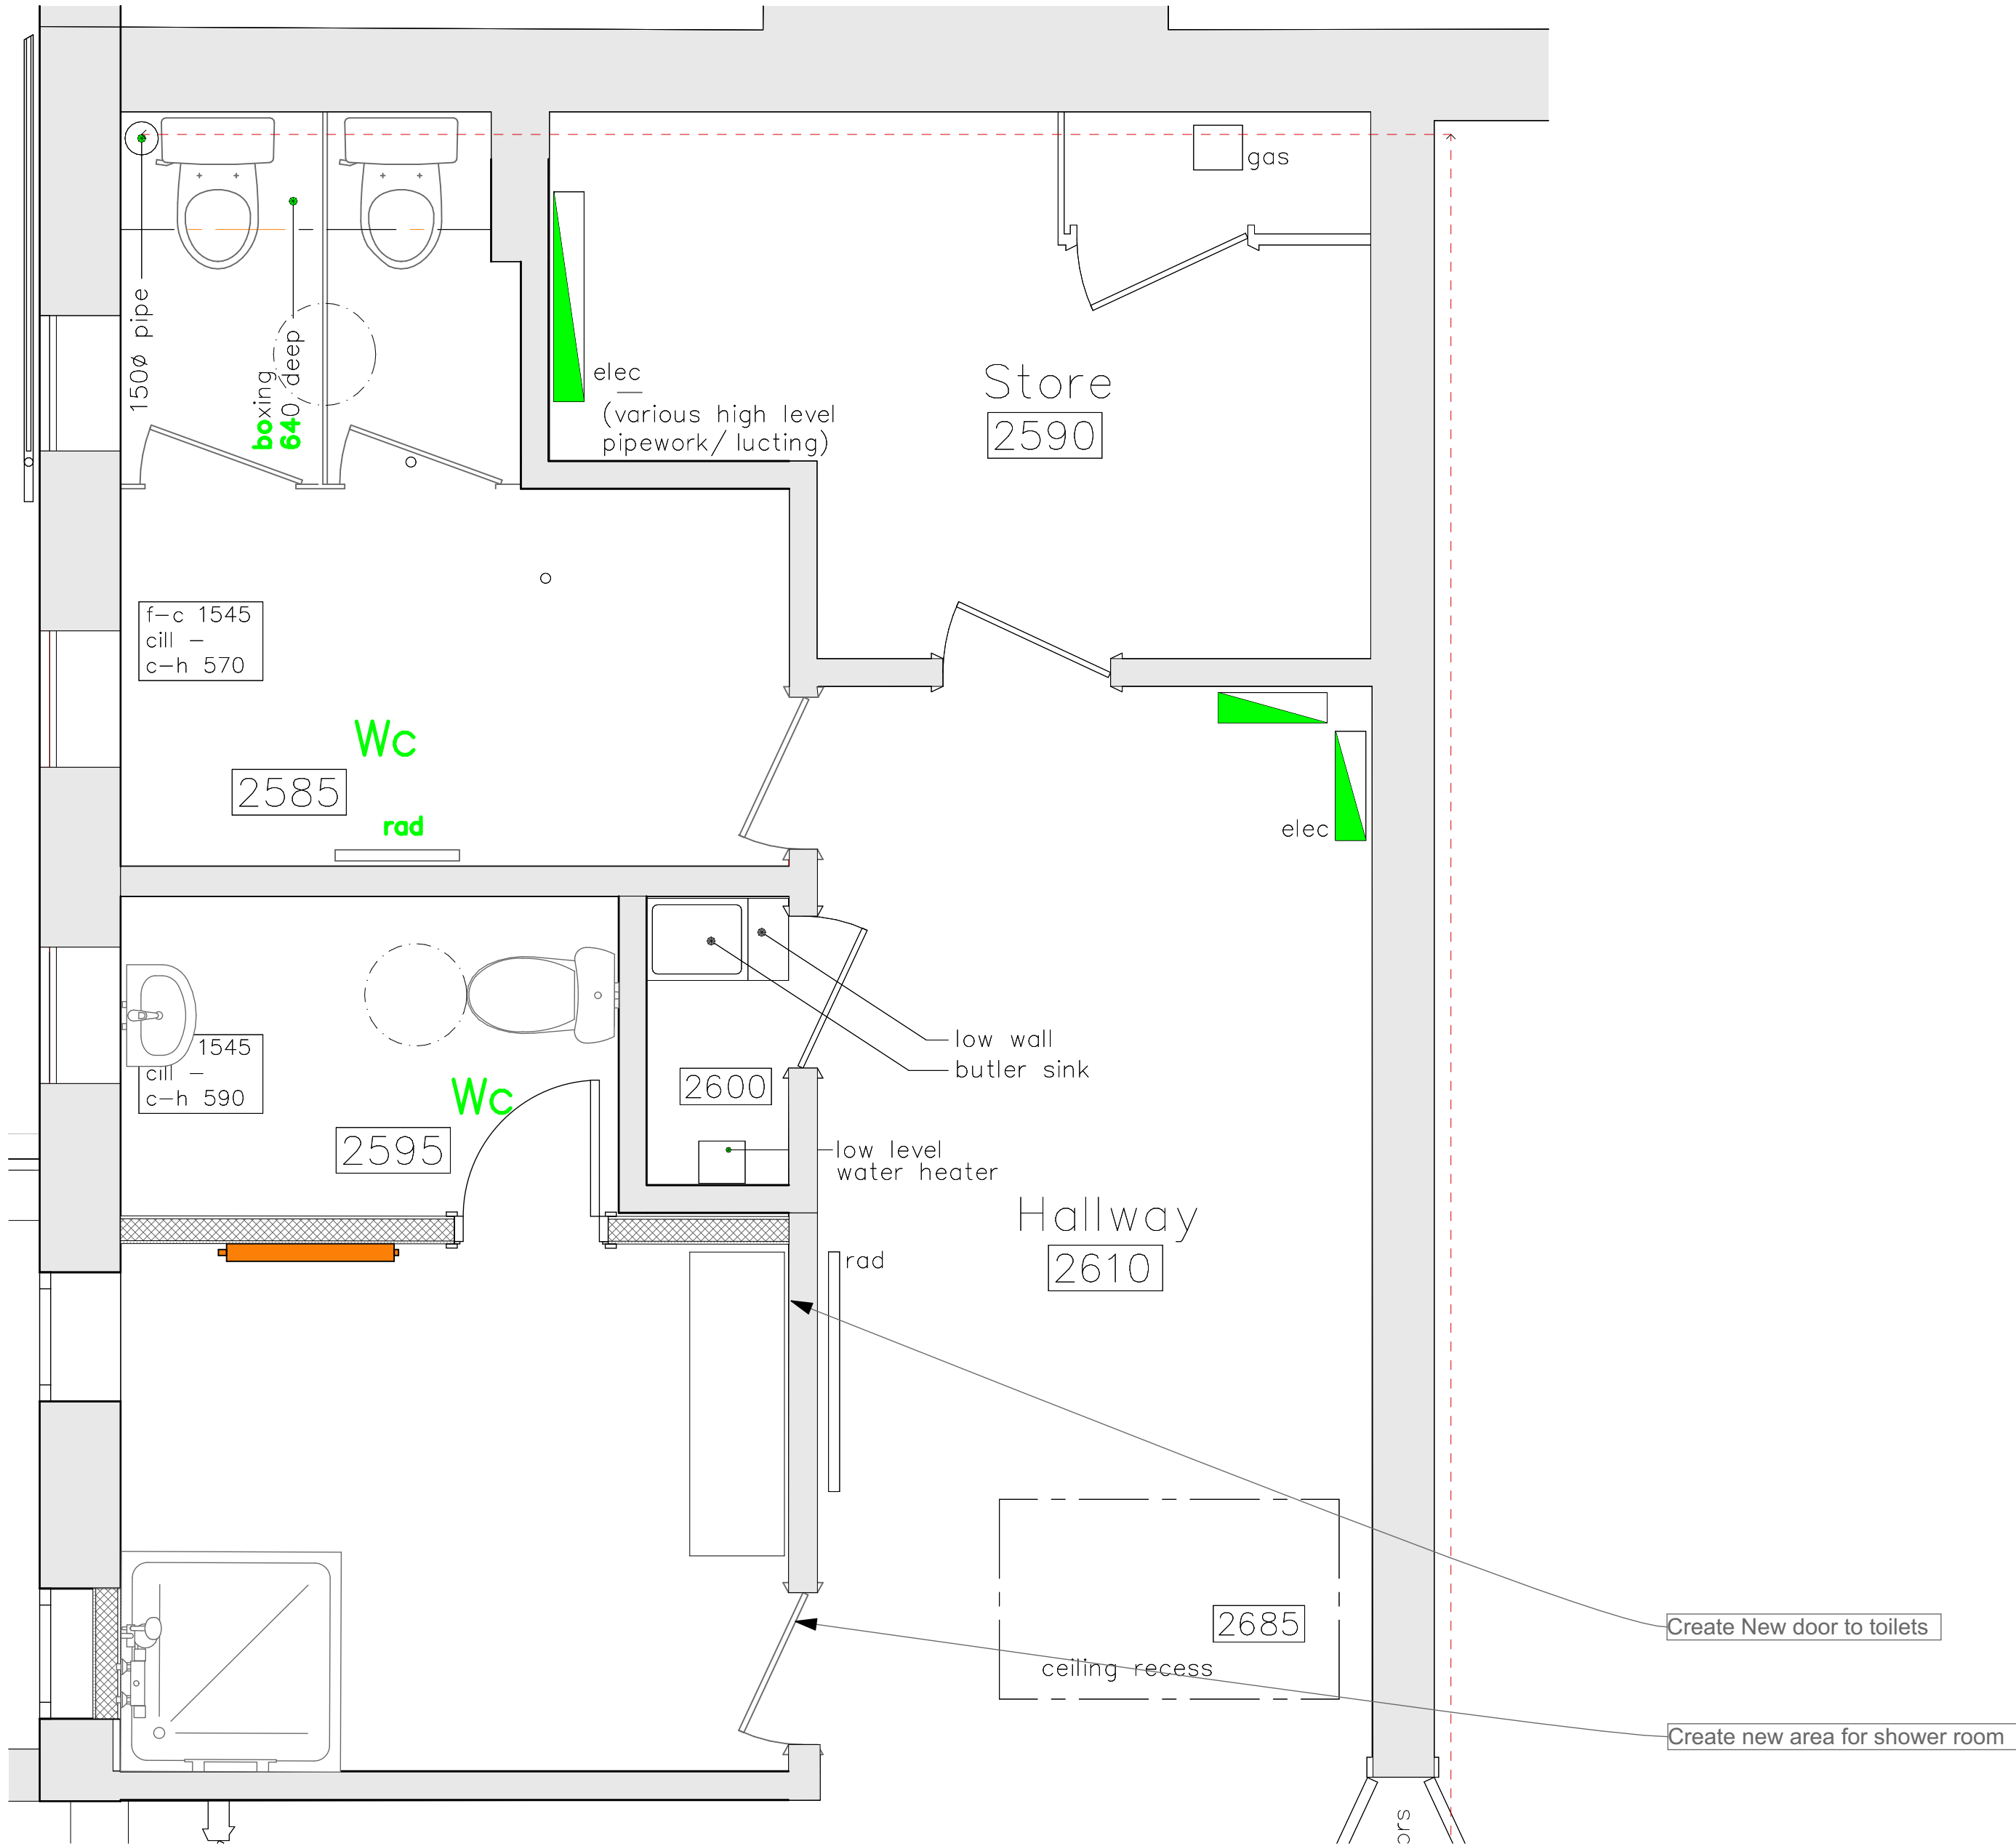 gas
150Ø pipe
boxing
640 deep
elec
(various high level
pipework/ lucting)
Store
2590
f-c 1545
cill -
c-h 570
Wc
2585
rad
elec
1545
cill -
c-h 590
Wc
2595
low wall
butler sink
2600
low level
water heater
Hallway
2610
rad
2685
ceiling recess
Create New door to toilets
Create new area for shower room